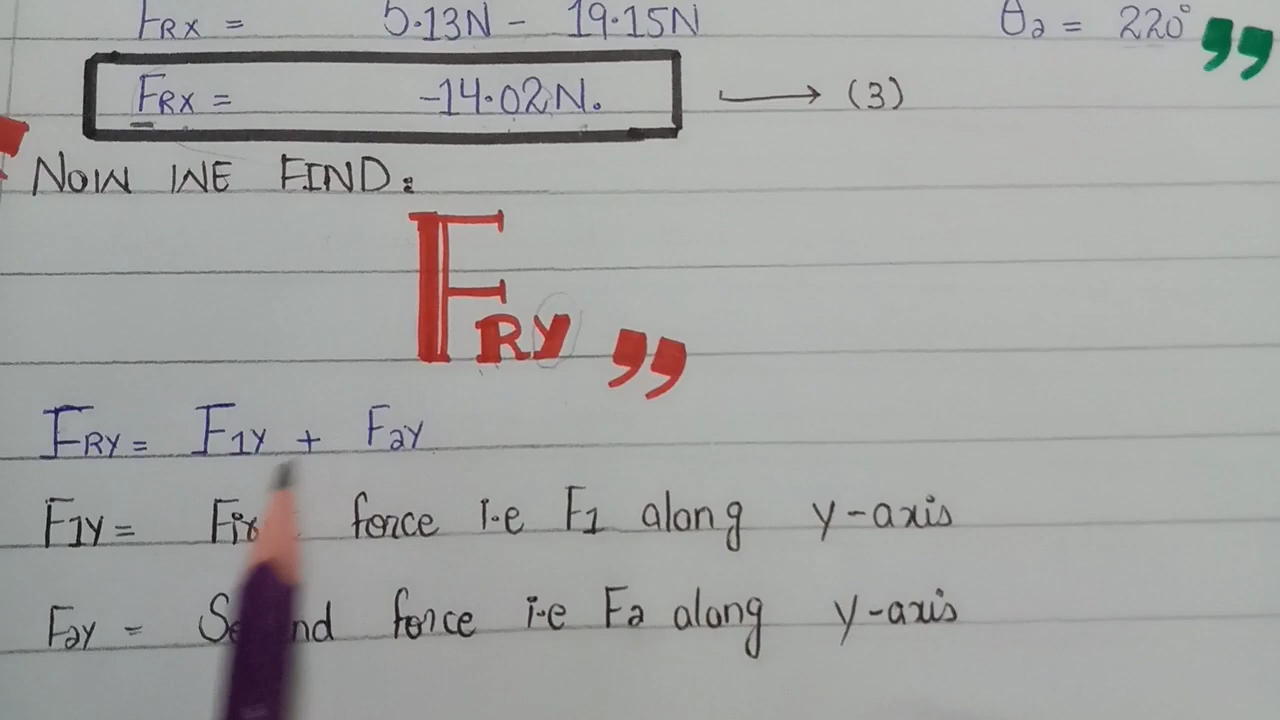 FRX = 5.13N - 19.15N θ2 = 220° ,,
FRX = -14.02N. → (3)
NOW WE FIND:
FRY ,,
FRY = F1Y + F2Y
F1Y = force i.e F1 along y-axis
F2Y = force i.e F2 along y-axis